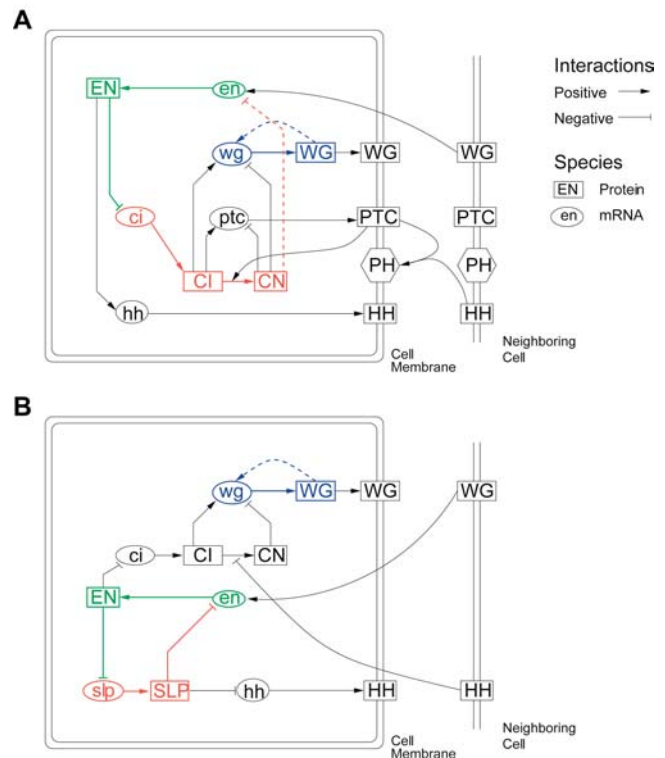 A
EN
en
WG
wg
WG
WG
ci
ptc
PTC
PTC
CI
CN
PH
PH
hh
HH
HH
Cell
Membrane
Neighboring
Cell
Interactions
Positive
Negative
Species
EN Protein
en mRNA
B
wg
WG
WG
WG
ci
CI
CN
EN
en
slp
SLP
hh
HH
HH
Cell
Membrane
Neighboring
Cell